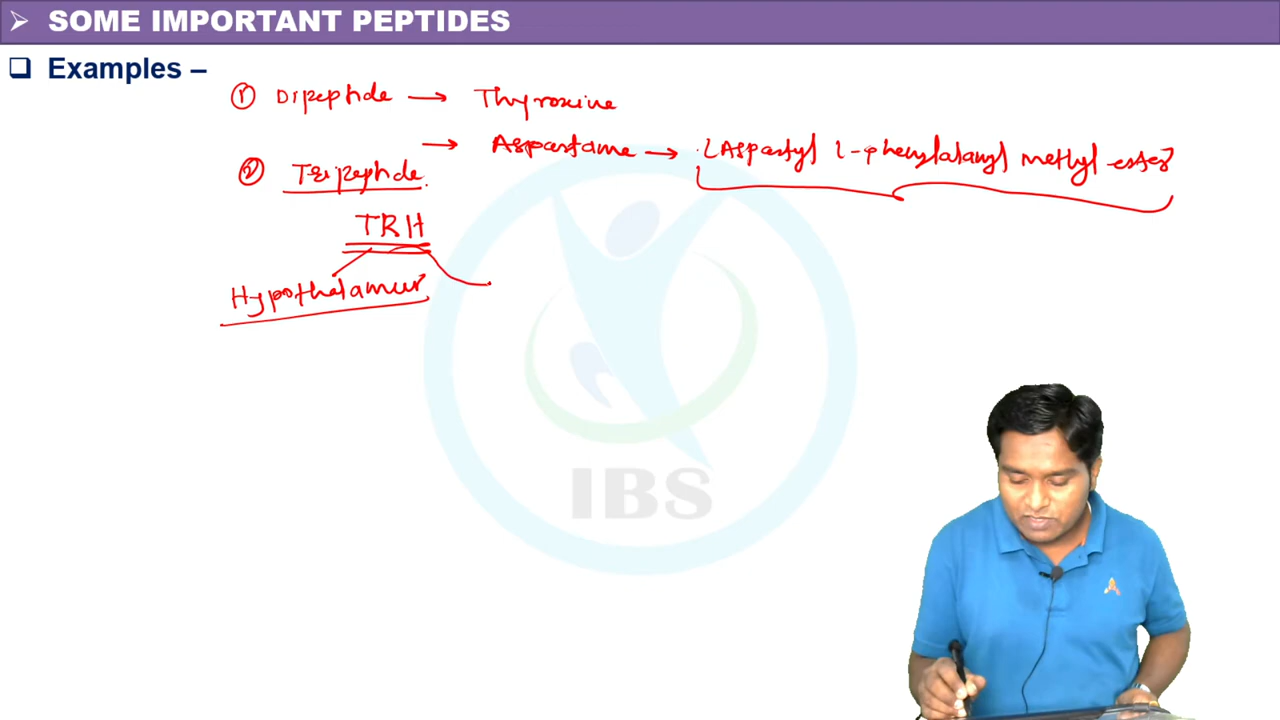 SOME IMPORTANT PEPTIDES
Examples –
① Dipeptide → Thyroxine
→ Aspartame → L Aspartyl L-phenylalanyl methyl ester
② Tripeptide
TRH
Hypothalamus
IBS